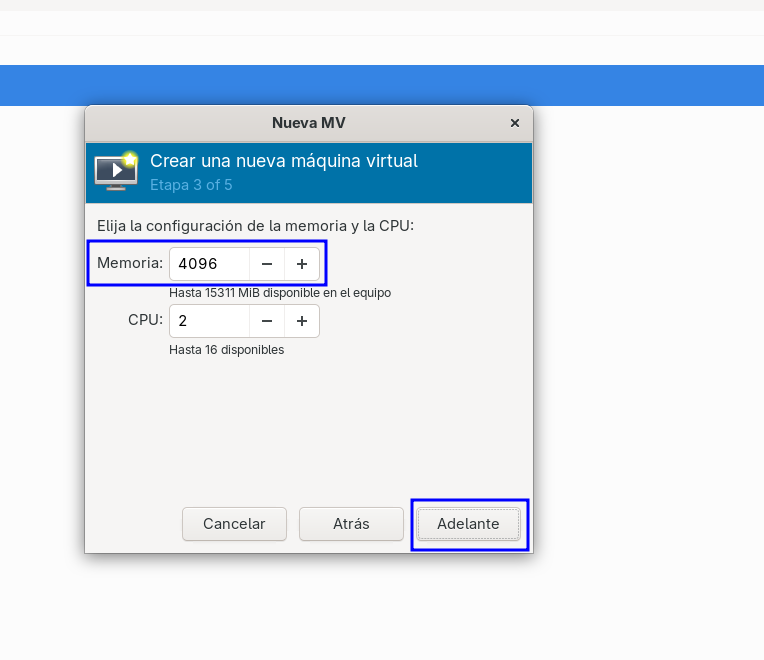 Nueva MV
Crear una nueva máquina virtual
Etapa 3 of 5
Elija la configuración de la memoria y la CPU:
Memoria: 4096
Hasta 15311 MiB disponible en el equipo
CPU: 2
Hasta 16 disponibles
Cancelar Atrás Adelante